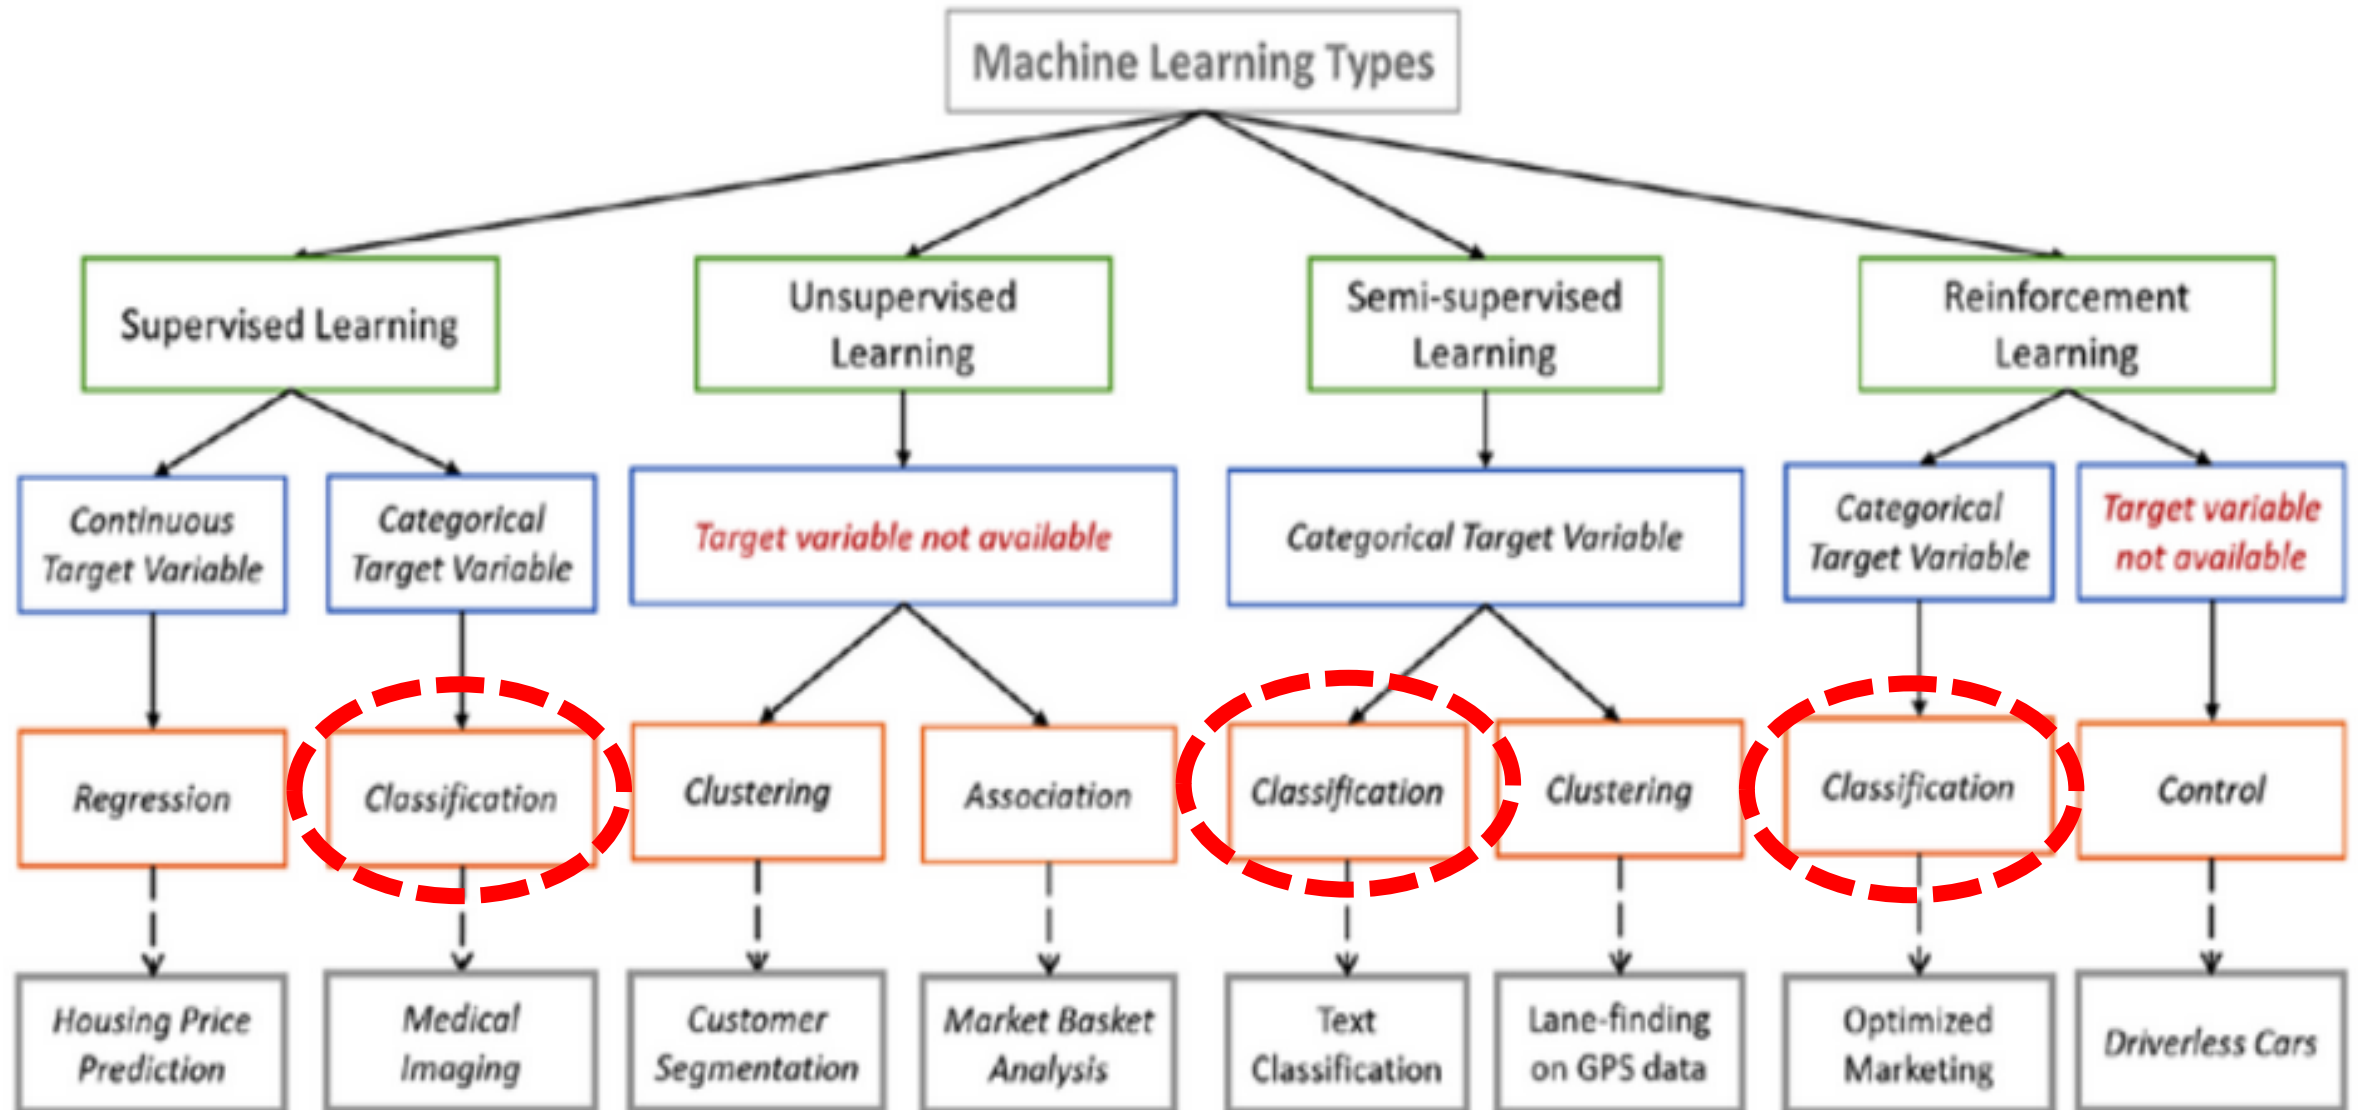 Machine Learning Types
Supervised Learning
Unsupervised
Learning
Semi-supervised
Learning
Reinforcement
Learning
Continuous
Target Variable
Categorical
Target Variable
Target variable not available
Categorical Target Variable
Categorical
Target Variable
Target variable
not available
Regression
Classification
Clustering
Association
Classification
Clustering
Classification
Control
Housing Price
Prediction
Medical
Imaging
Customer
Segmentation
Market Basket
Analysis
Text
Classification
Lane-finding
on GPS data
Optimized
Marketing
Driverless Cars